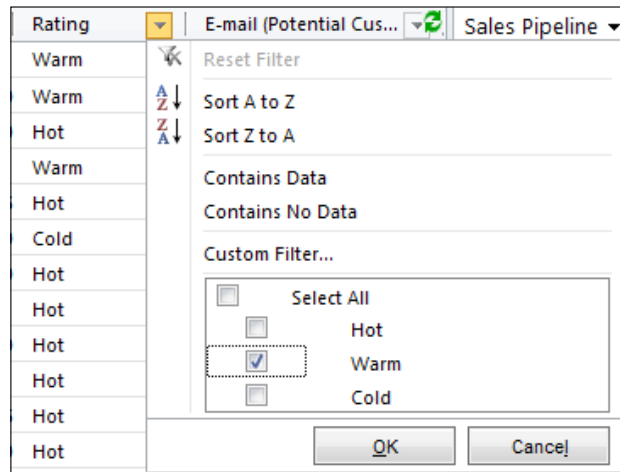 Rating
E-mail (Potential Cus...
Sales Pipeline
Warm
Warm
Hot
Warm
Hot
Cold
Hot
Hot
Hot
Hot
Hot
Hot
Reset Filter
A
Z
Sort A to Z
Z
A
Sort Z to A
Contains Data
Contains No Data
Custom Filter...
Select All
Hot
Warm
Cold
OK
Cancel